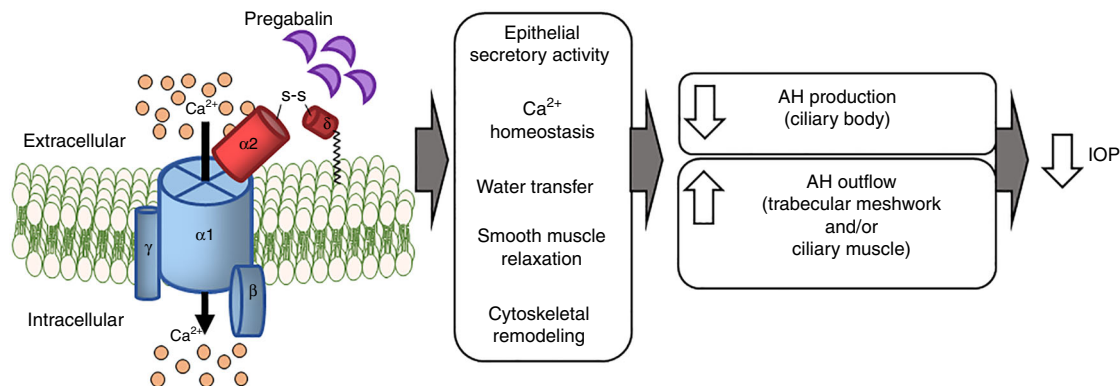 Pregabalin
Ca²⁺
s-s
δ
α2
Extracellular
α1
γ
β
Intracellular
Ca²⁺
Epithelial
secretory activity
Ca²⁺
homeostasis
Water transfer
Smooth muscle
relaxation
Cytoskeletal
remodeling
AH production
(ciliary body)
AH outflow
(trabecular meshwork
and/or
ciliary muscle)
IOP